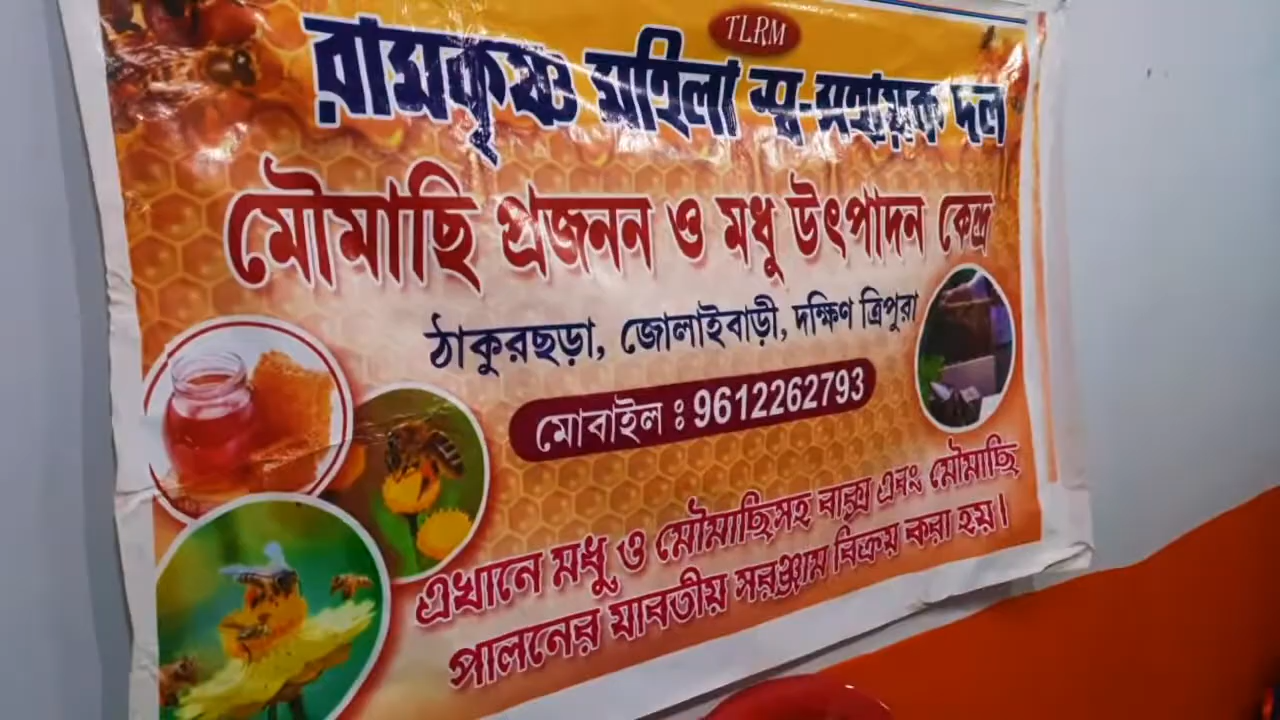 TLRM
রামকৃষ্ণ মহিলা স্ব-সহায়ক দল
মৌমাছি প্রজনন ও মধু উৎপাদন কেন্দ্র
ঠাকুরছড়া, জোলাইবাড়ী, দক্ষিণ ত্রিপুরা
মোবাইল ঃ 9612262793
এখানে মধু ও মৌমাছিসহ বাক্স এবং মৌমাছি
পালনের যাবতীয় সরঞ্জাম বিক্রয় করা হয়।